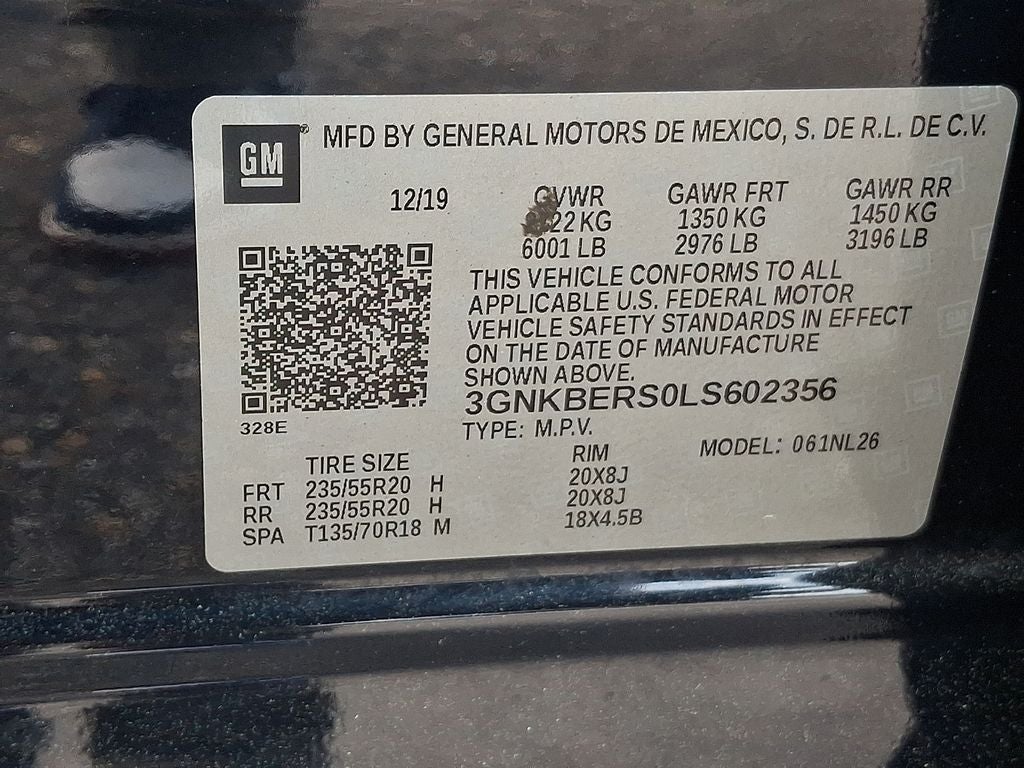 GM
MFD BY GENERAL MOTORS DE MEXICO, S. DE R.L. DE C.V.
12/19 GVWR GAWR FRT GAWR RR
KG 1350 KG 1450 KG
6001 LB 2976 LB 3196 LB
THIS VEHICLE CONFORMS TO ALL
APPLICABLE U.S. FEDERAL MOTOR
VEHICLE SAFETY STANDARDS IN EFFECT
ON THE DATE OF MANUFACTURE
SHOWN ABOVE.
3GNKBERS0LS602356
328E
TYPE: M.P.V. MODEL: 061NL26
TIRE SIZE RIM
FRT 235/55R20 H 20X8J
RR 235/55R20 H 20X8J
SPA T135/70R18 M 18X4.5B